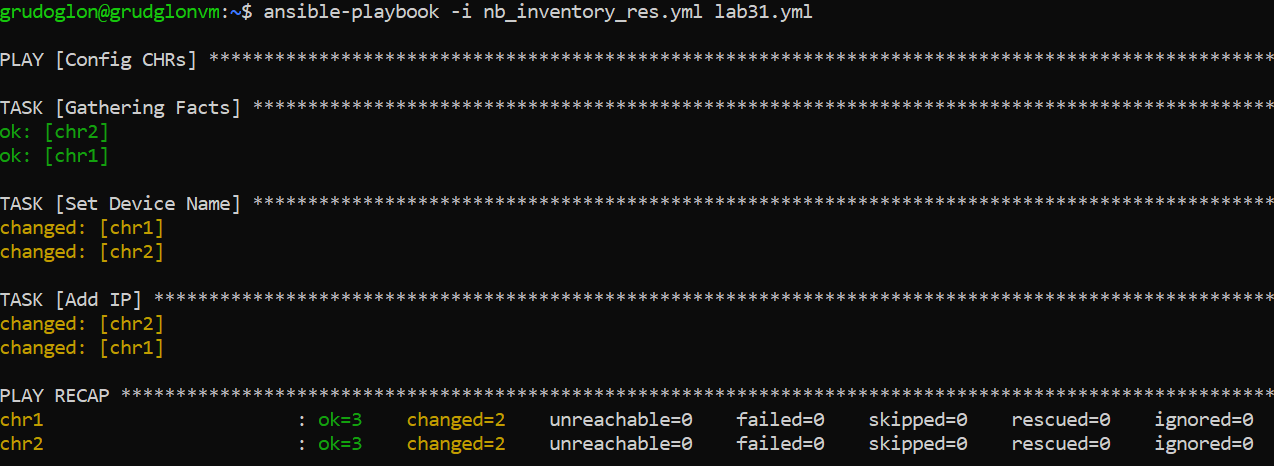 grudoglon@grudglonvm:~$ ansible-playbook -i nb_inventory_res.yml lab31.yml
PLAY [Config CHRs] *************************************************************************************************
TASK [Gathering Facts] *********************************************************************************************
ok: [chr2]
ok: [chr1]
TASK [Set Device Name] *********************************************************************************************
changed: [chr1]
changed: [chr2]
TASK [Add IP] ******************************************************************************************************
changed: [chr2]
changed: [chr1]
PLAY RECAP *********************************************************************************************************
chr1                       : ok=3    changed=2    unreachable=0    failed=0    skipped=0    rescued=0    ignored=0
chr2                       : ok=3    changed=2    unreachable=0    failed=0    skipped=0    rescued=0    ignored=0